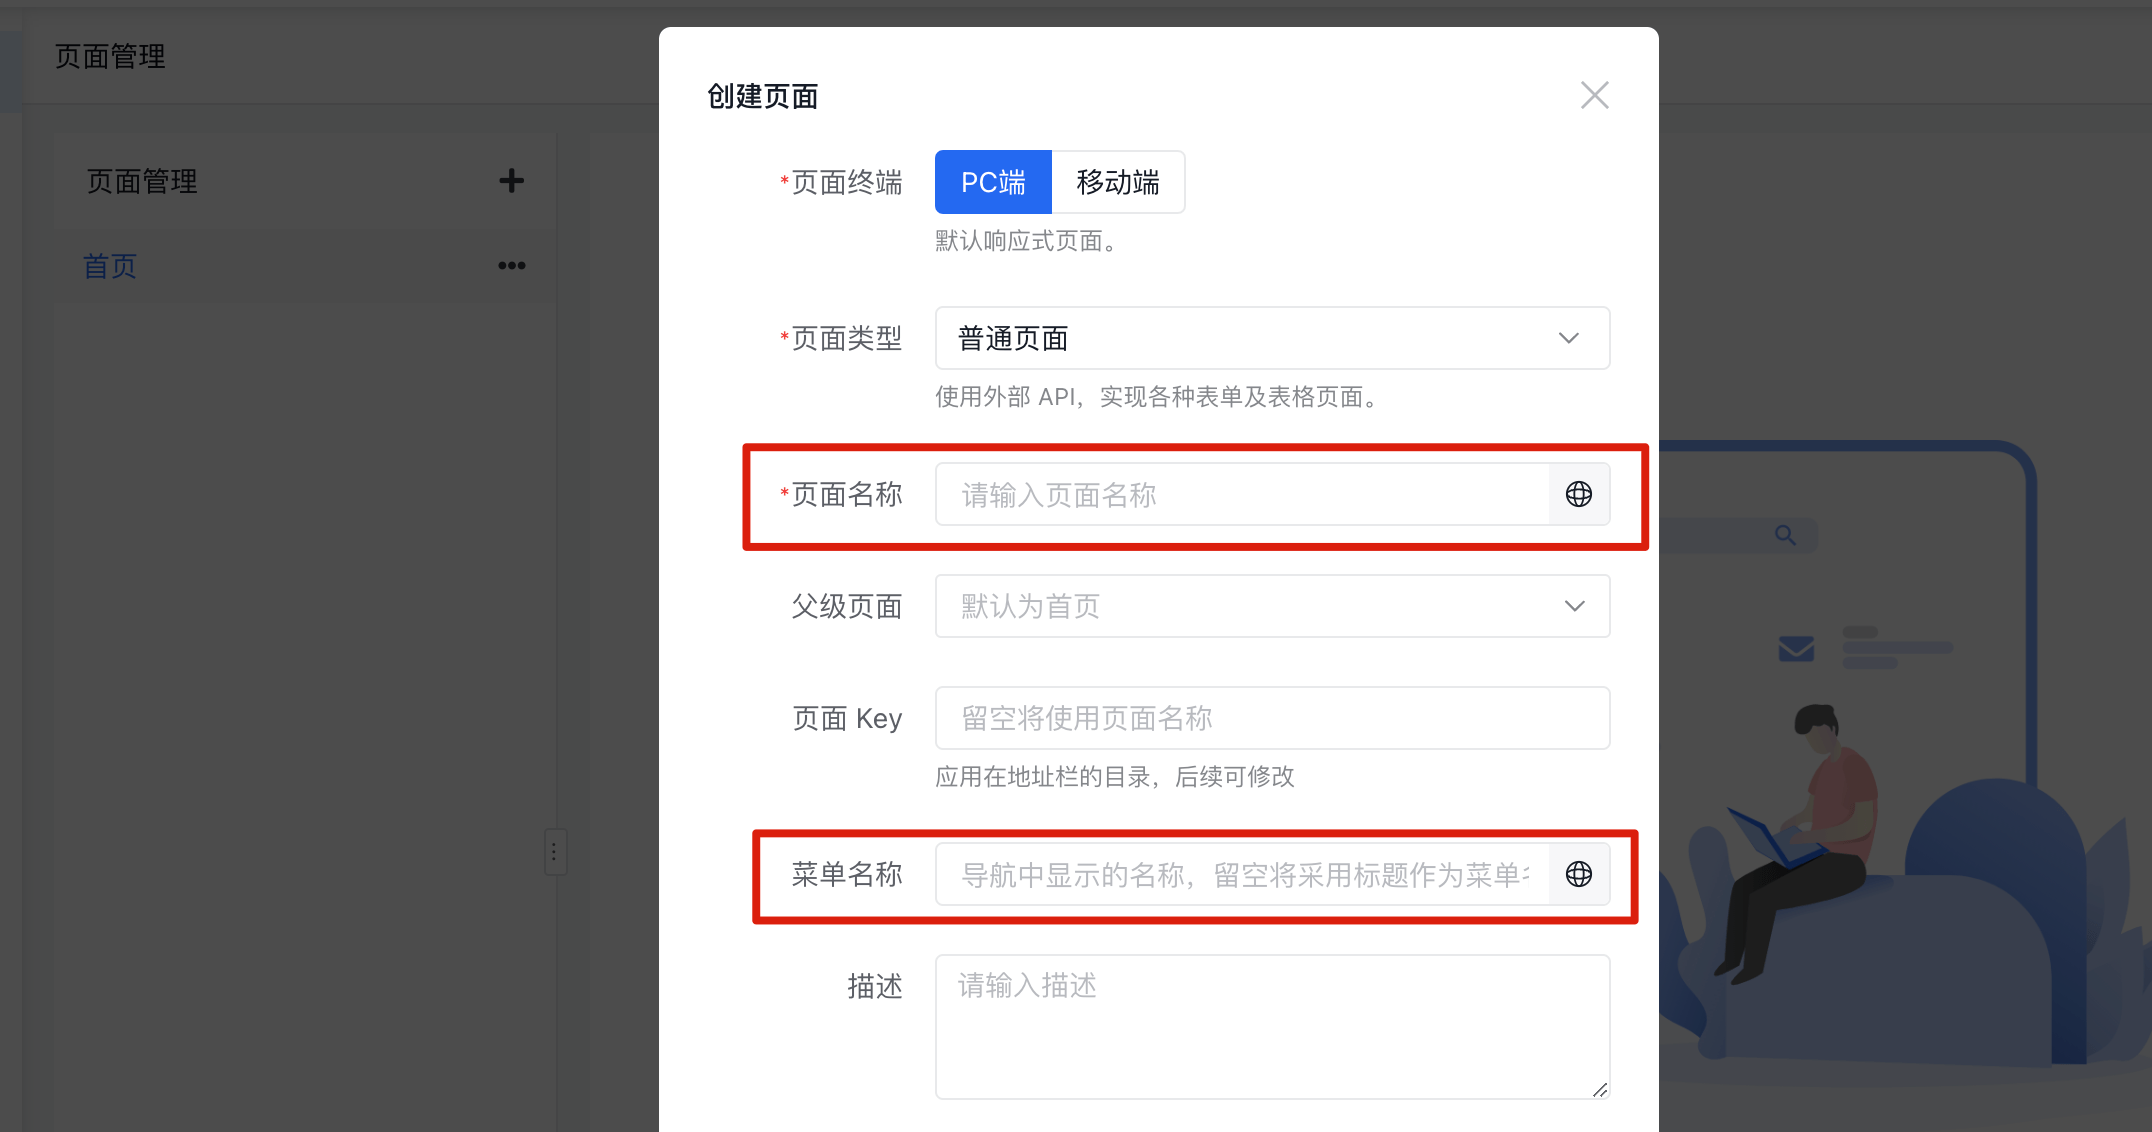 页面管理
页面管理
首页
创建页面
*页面终端
PC端
移动端
默认响应式页面。
*页面类型
普通页面
使用外部 API，实现各种表单及表格页面。
*页面名称
请输入页面名称
父级页面
默认为首页
页面 Key
留空将使用页面名称
应用在地址栏的目录，后续可修改
菜单名称
导航中显示的名称，留空将采用标题作为菜单
描述
请输入描述